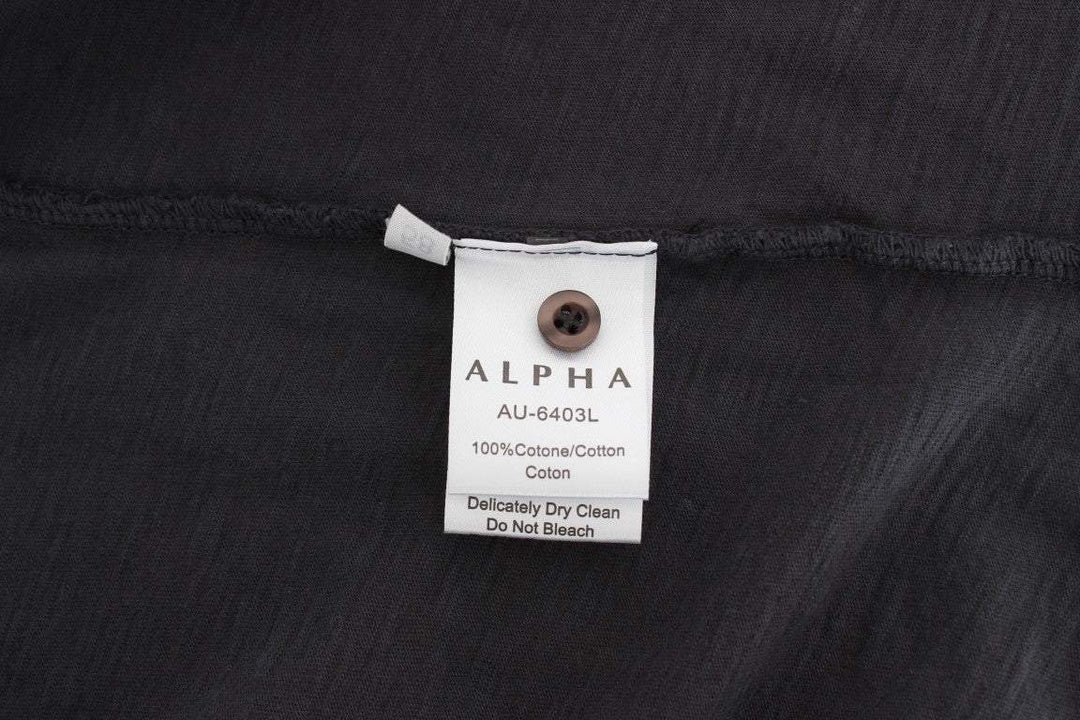 ALPHA
AU-6403L
100%Cotone/Cotton
Coton
Delicately Dry Clean
Do Not Bleach